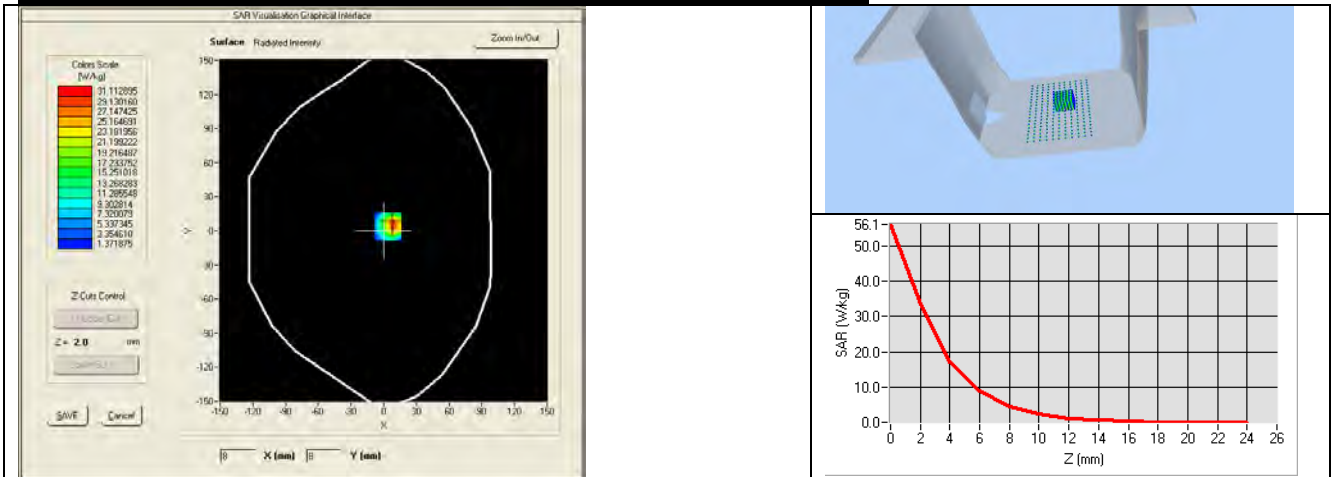 SAR Visualisation Graphical Interface
Surface Radiated Intensity
Zoom In/Out
Colors Scale
[W/kg]
31.112895
29.130160
27.147425
25.164691
23.181956
21.199222
19.216487
17.233752
15.251018
13.268283
11.285548
9.302814
7.320079
5.337345
3.354610
1.371875
Z Cuts Control
Z = 2.0 mm
SAVE Cancel
150
120
90
60
30
0
-30
-60
-90
-120
-150
Y
-150 -120 -90 -60 -30 0 30 60 90 120 150
X
8 X (mm) 8 Y (mm)
56.1
50.0
40.0
30.0
20.0
10.0
0.0
SAR (W/kg)
0 2 4 6 8 10 12 14 16 18 20 22 24 26
Z (mm)